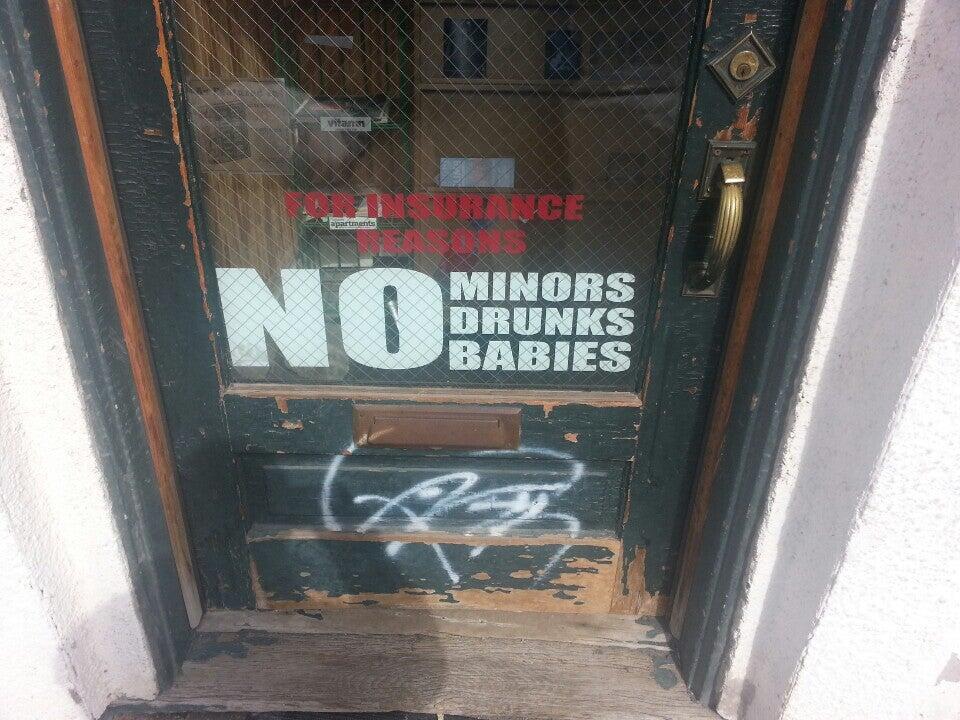 vitamin
FOR INSURANCE
apartments
REASONS
NO MINORS
DRUNKS
BABIES